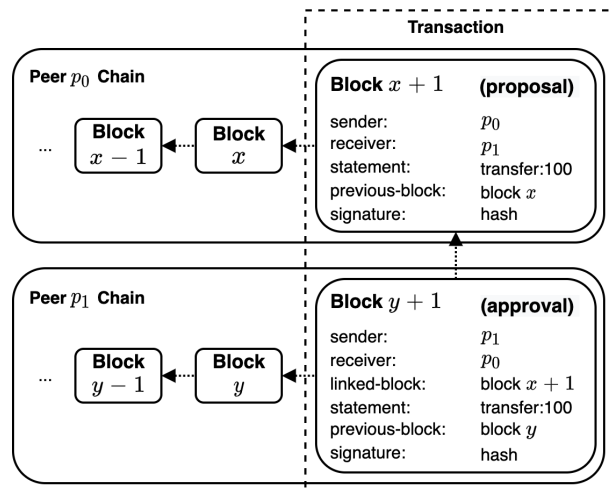 Transaction
Peer p₀ Chain
... Block x − 1 Block x
Block x + 1 (proposal)
sender: p₀
receiver: p₁
statement: transfer:100
previous-block: block x
signature: hash
Peer p₁ Chain
... Block y − 1 Block y
Block y + 1 (approval)
sender: p₁
receiver: p₀
linked-block: block x + 1
statement: transfer:100
previous-block: block y
signature: hash